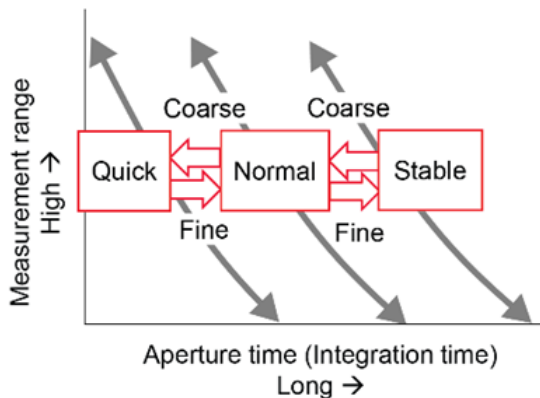 Measurement range
High →
Coarse
Coarse
Quick
Normal
Stable
Fine
Fine
Aperture time (Integration time)
Long →